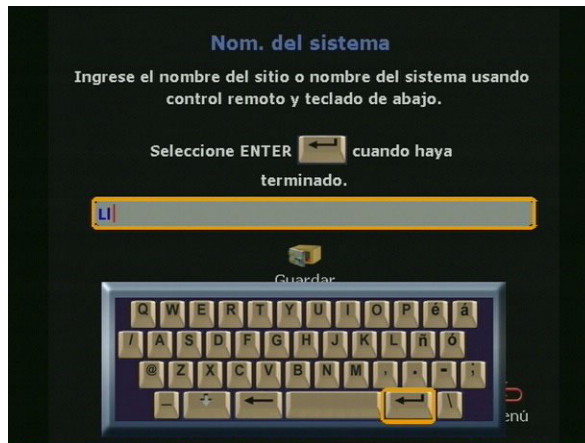 Nom. del sistema
Ingrese el nombre del sitio o nombre del sistema usando
control remoto y teclado de abajo.
Seleccione ENTER cuando haya
terminado.
Ll
Guardar
Q W E R T Y U I O P é á
/ A S D F G H J K L ñ ó
@ Z X C V B N M , . - ;
_ \
enú